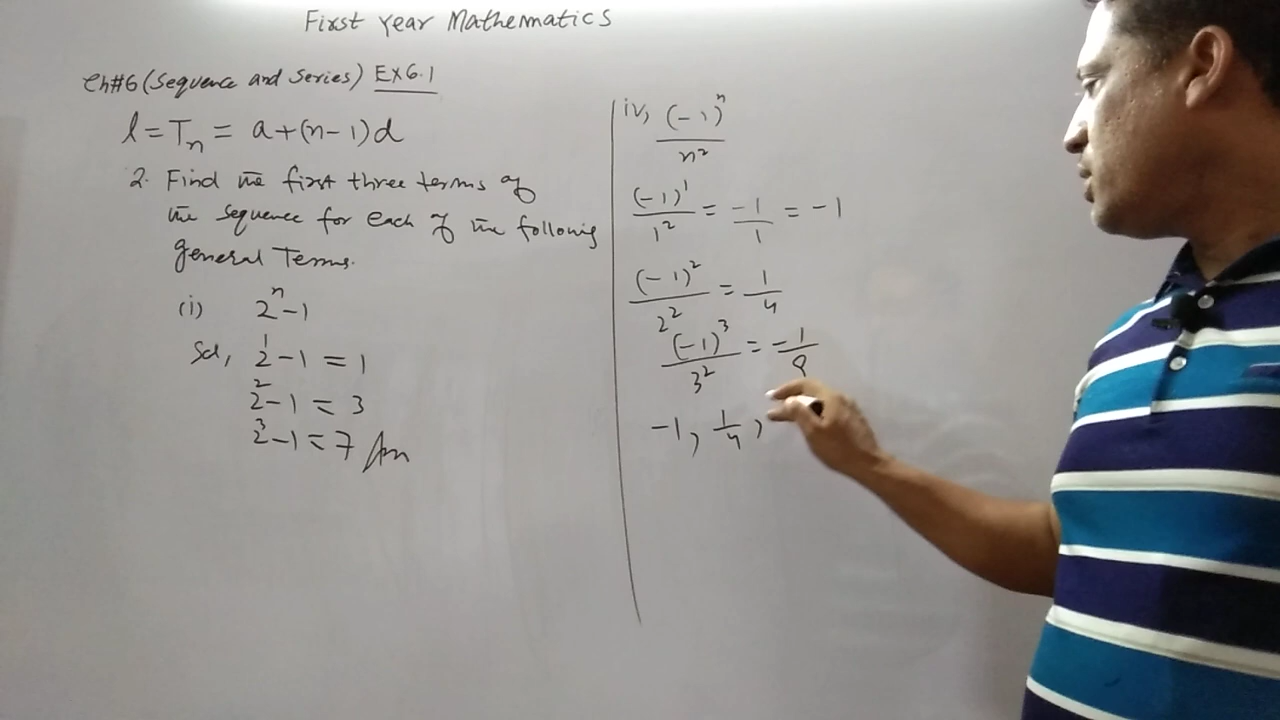 First year Mathematics
Ch#6 (Sequence and Series) EX 6.1
l = Tn = a + (n-1)d
2. Find the first three terms of
the sequence for each of the following
general Terms.
(i) 2^n - 1
Sol, 2^1 - 1 = 1
2^2 - 1 = 3
2^3 - 1 = 7 Ans
iv, (-1)^n / n^2
(-1)^1 / 1^2 = -1/1 = -1
(-1)^2 / 2^2 = 1/4
(-1)^3 / 3^2 = -1/9
-1, 1/4,